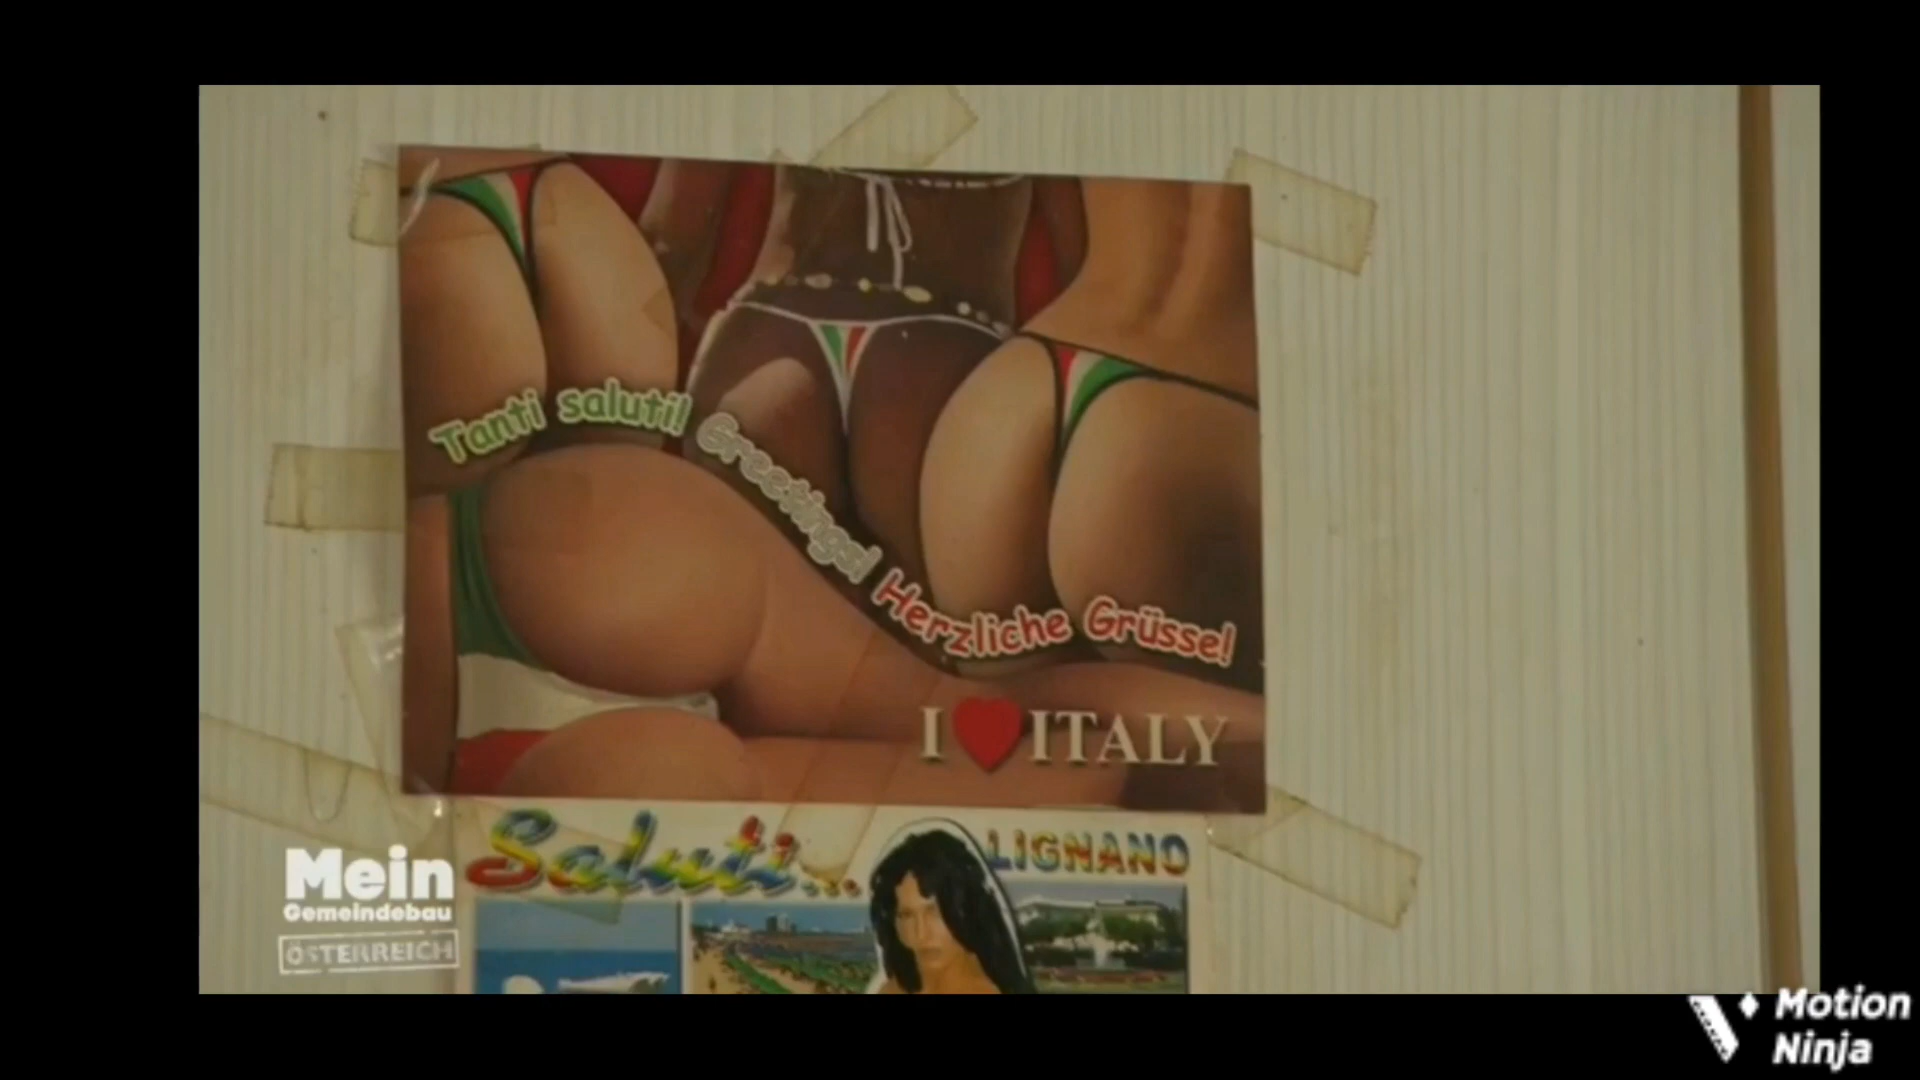 Tanti saluti! Greetings! Herzliche Grüsse!
I ITALY
Saluti...
LIGNANO
Mein
Gemeindebau
ÖSTERREICH
Motion
Ninja